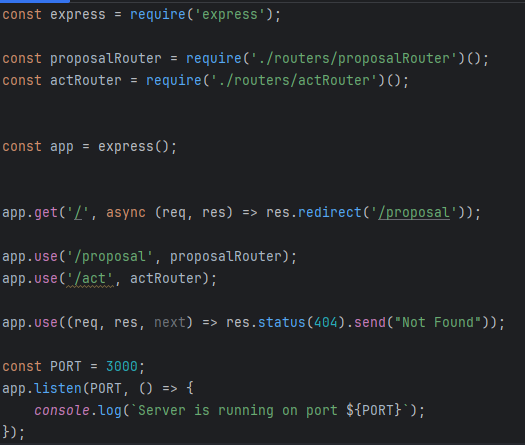 const express = require('express');
const proposalRouter = require('./routers/proposalRouter')();
const actRouter = require('./routers/actRouter')();
const app = express();
app.get('/', async (req, res) => res.redirect('/proposal'));
app.use('/proposal', proposalRouter);
app.use('/act', actRouter);
app.use((req, res, next) => res.status(404).send("Not Found"));
const PORT = 3000;
app.listen(PORT, () => {
    console.log(`Server is running on port ${PORT}`);
});